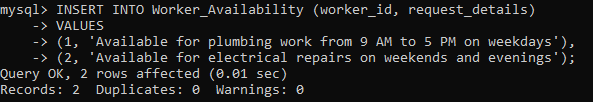 mysql> INSERT INTO Worker_Availability (worker_id, request_details)
    -> VALUES
    -> (1, 'Available for plumbing work from 9 AM to 5 PM on weekdays'),
    -> (2, 'Available for electrical repairs on weekends and evenings');
Query OK, 2 rows affected (0.01 sec)
Records: 2  Duplicates: 0  Warnings: 0